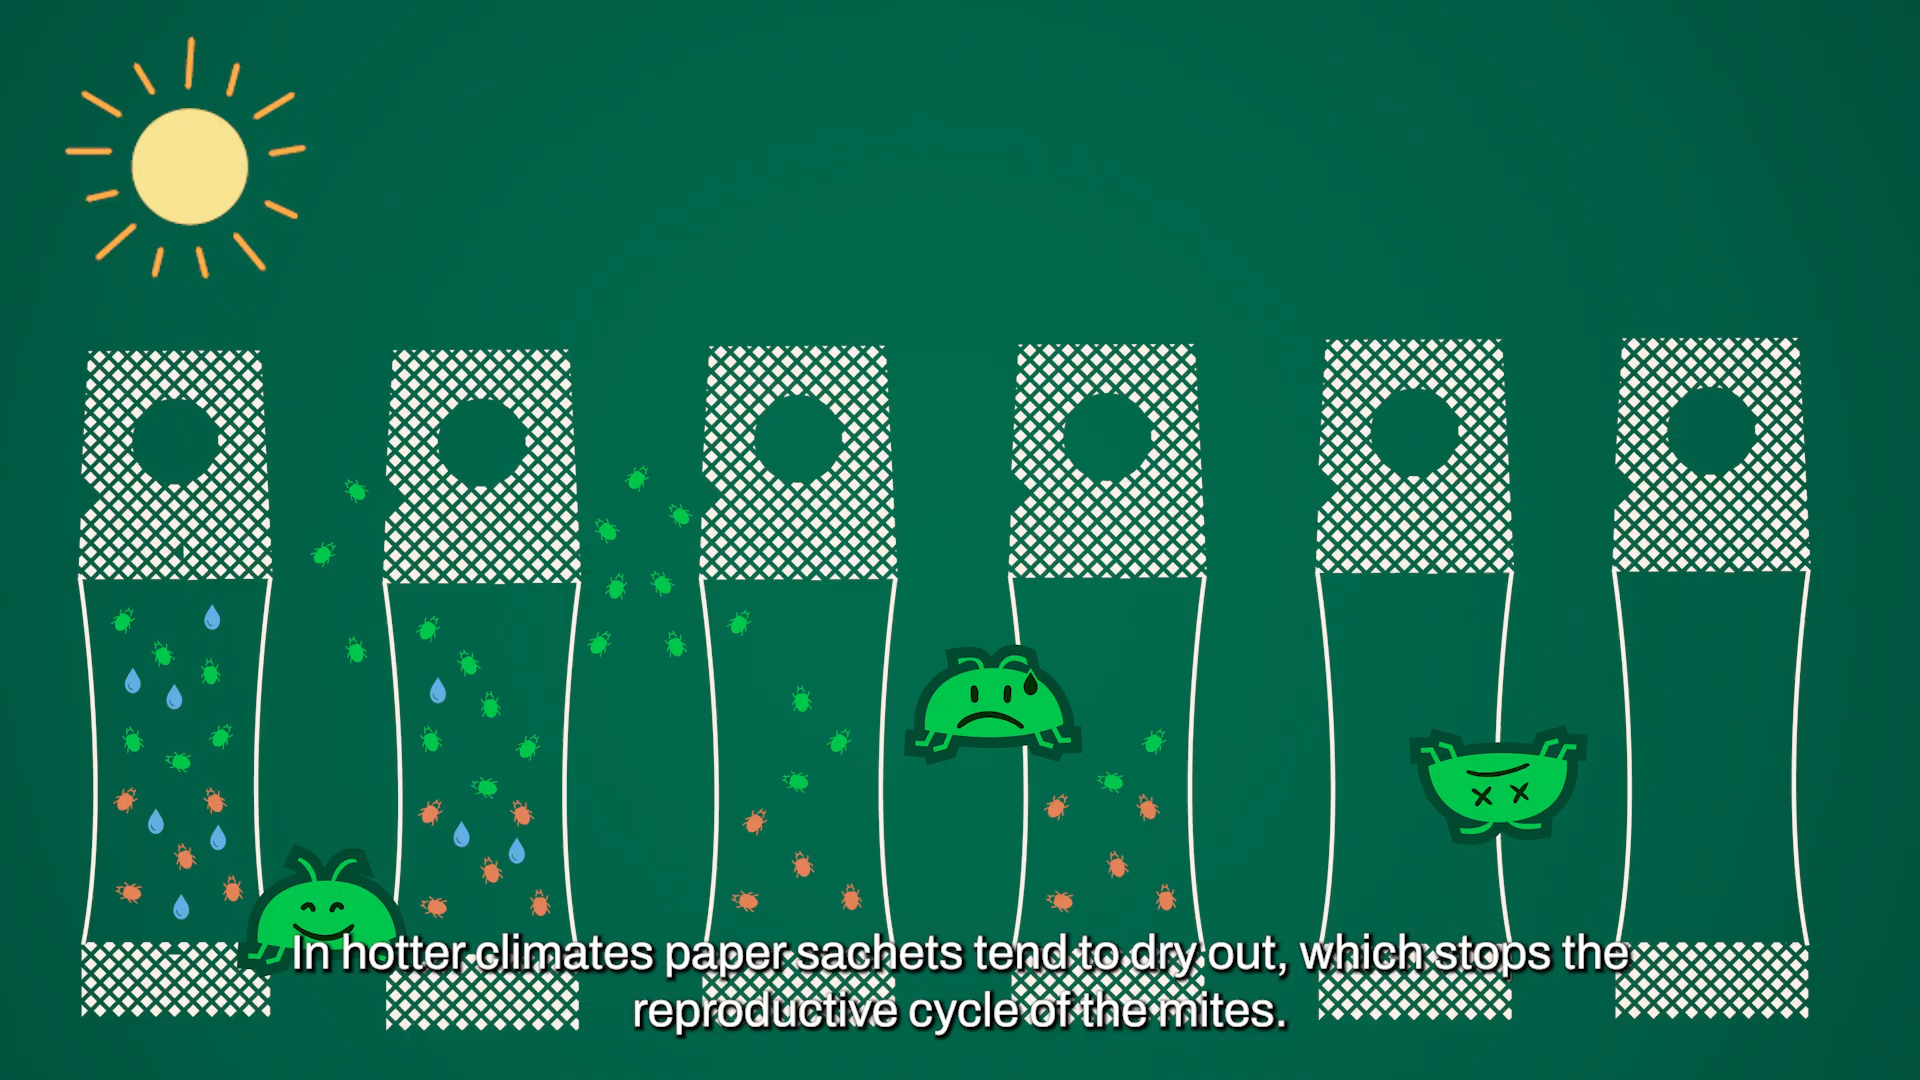 In hotter climates paper sachets tend to dry out, which stops the
reproductive cycle of the mites.